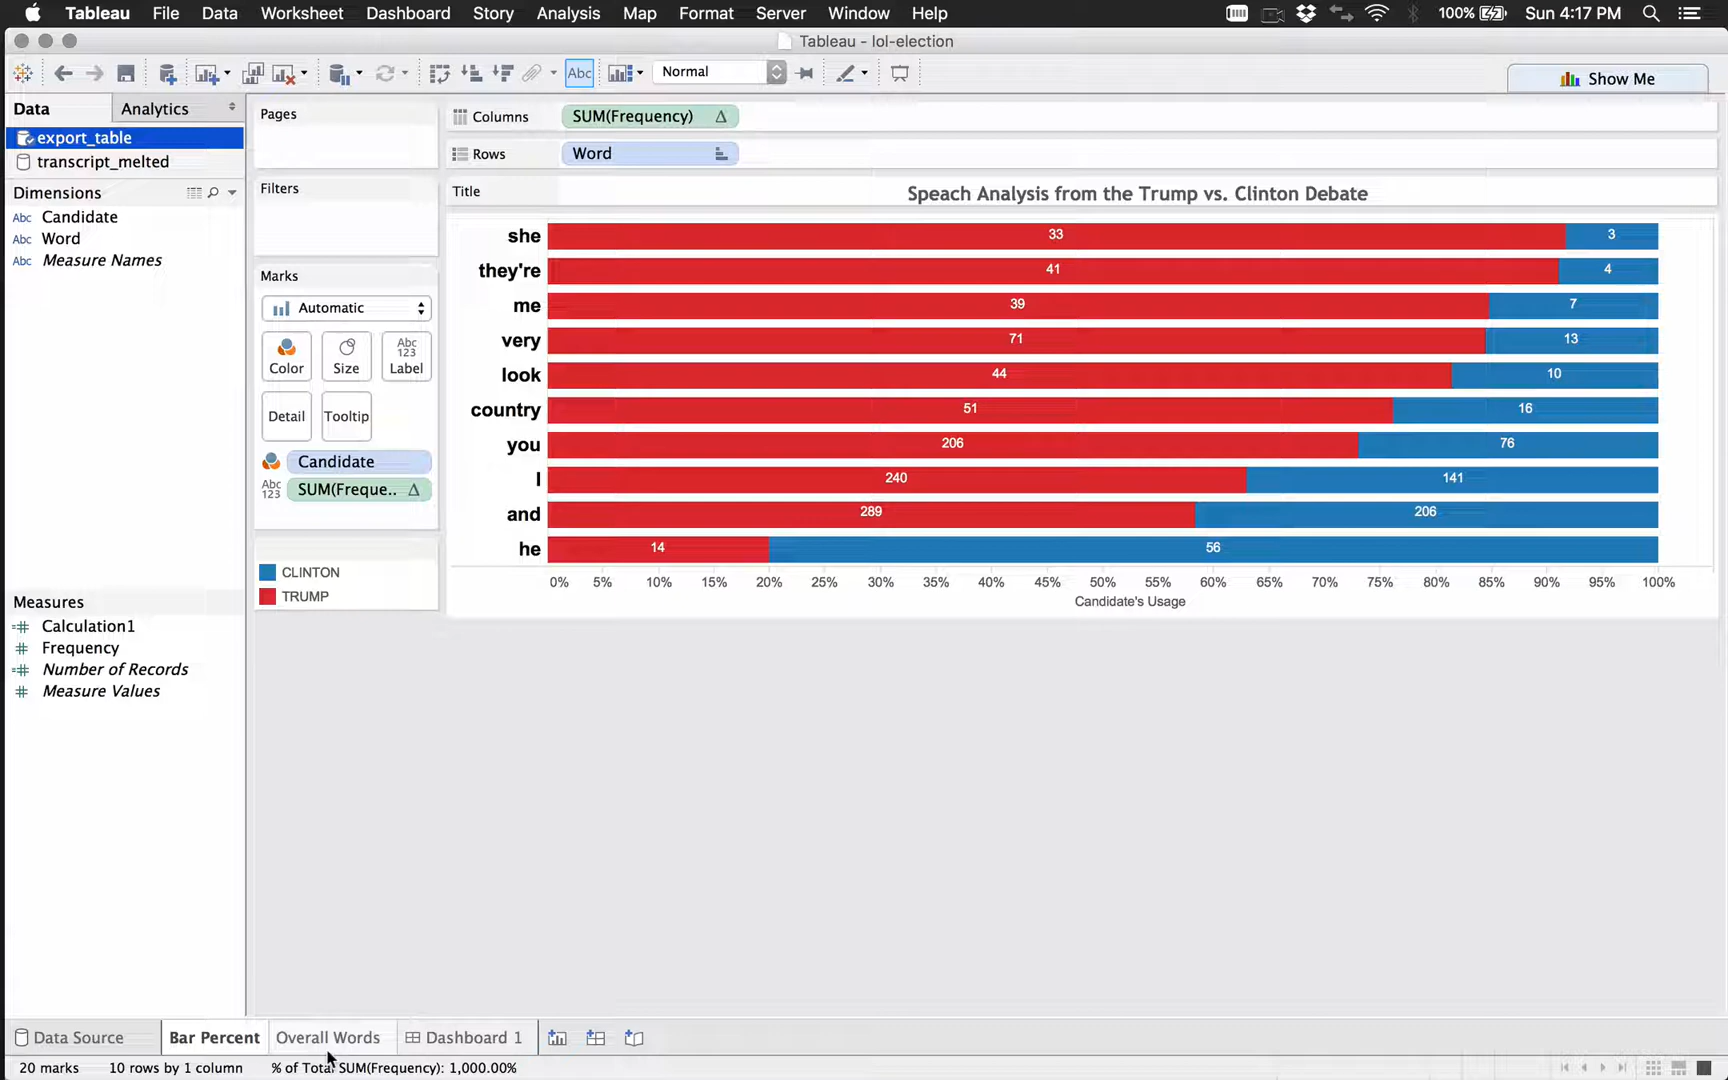 Tableau File Data Worksheet Dashboard Story Analysis Map Format Server Window Help 100% Sun 4:17 PM
Tableau - lol-election
Abc Normal Show Me
Data Analytics
export_table
transcript_melted
Dimensions
Abc Candidate
Abc Word
Abc Measure Names
Measures
Calculation1
Frequency
Number of Records
Measure Values
Pages
Filters
Marks
Automatic
Color Size Abc 123 Label
Detail Tooltip
Candidate
Abc 123 SUM(Freque.. Δ
CLINTON
TRUMP
Columns SUM(Frequency) Δ
Rows Word
Title Speach Analysis from the Trump vs. Clinton Debate
she 33 3
they're 41 4
me 39 7
very 71 13
look 44 10
country 51 16
you 206 76
I 240 141
and 289 206
he 14 56
0% 5% 10% 15% 20% 25% 30% 35% 40% 45% 50% 55% 60% 65% 70% 75% 80% 85% 90% 95% 100%
Candidate's Usage
Data Source Bar Percent Overall Words Dashboard 1
20 marks 10 rows by 1 column % of Total SUM(Frequency): 1,000.00%